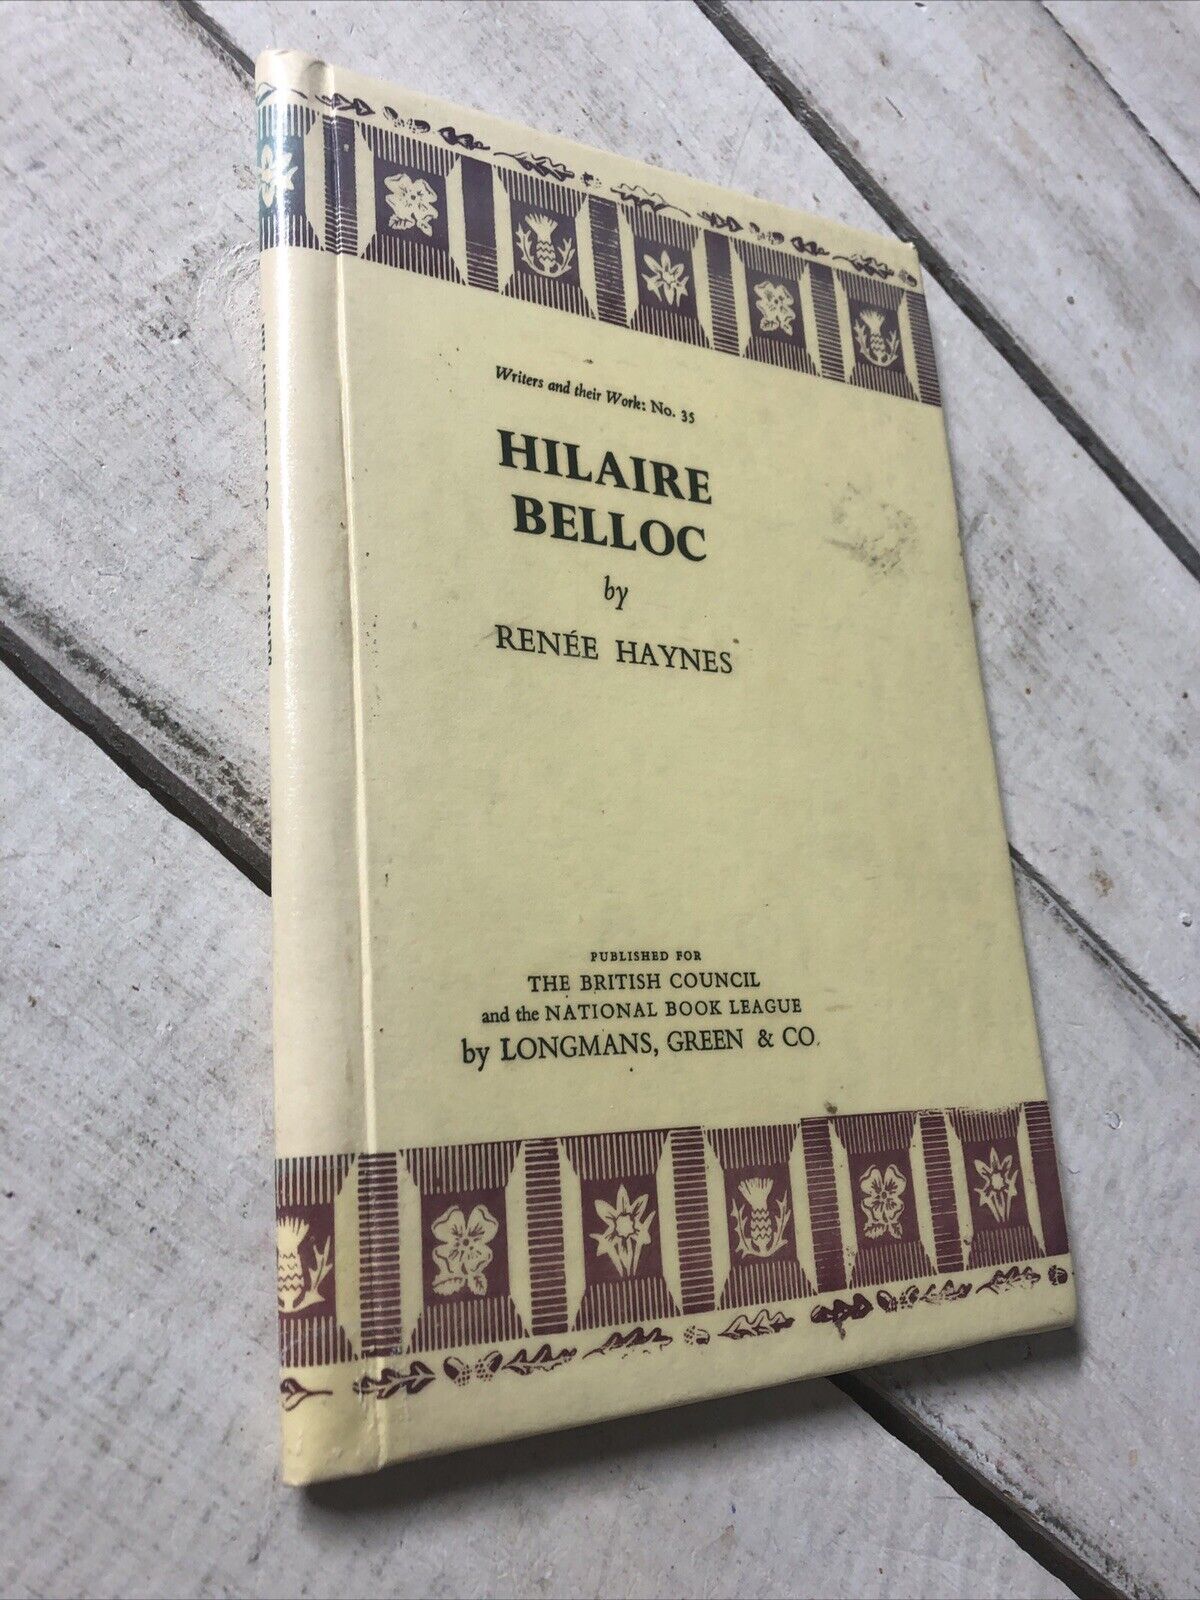 Writers and their Work: No. 35
HILAIRE
BELLOC
by
RENÉE HAYNES
PUBLISHED FOR
THE BRITISH COUNCIL
and the NATIONAL BOOK LEAGUE
by LONGMANS, GREEN & CO.